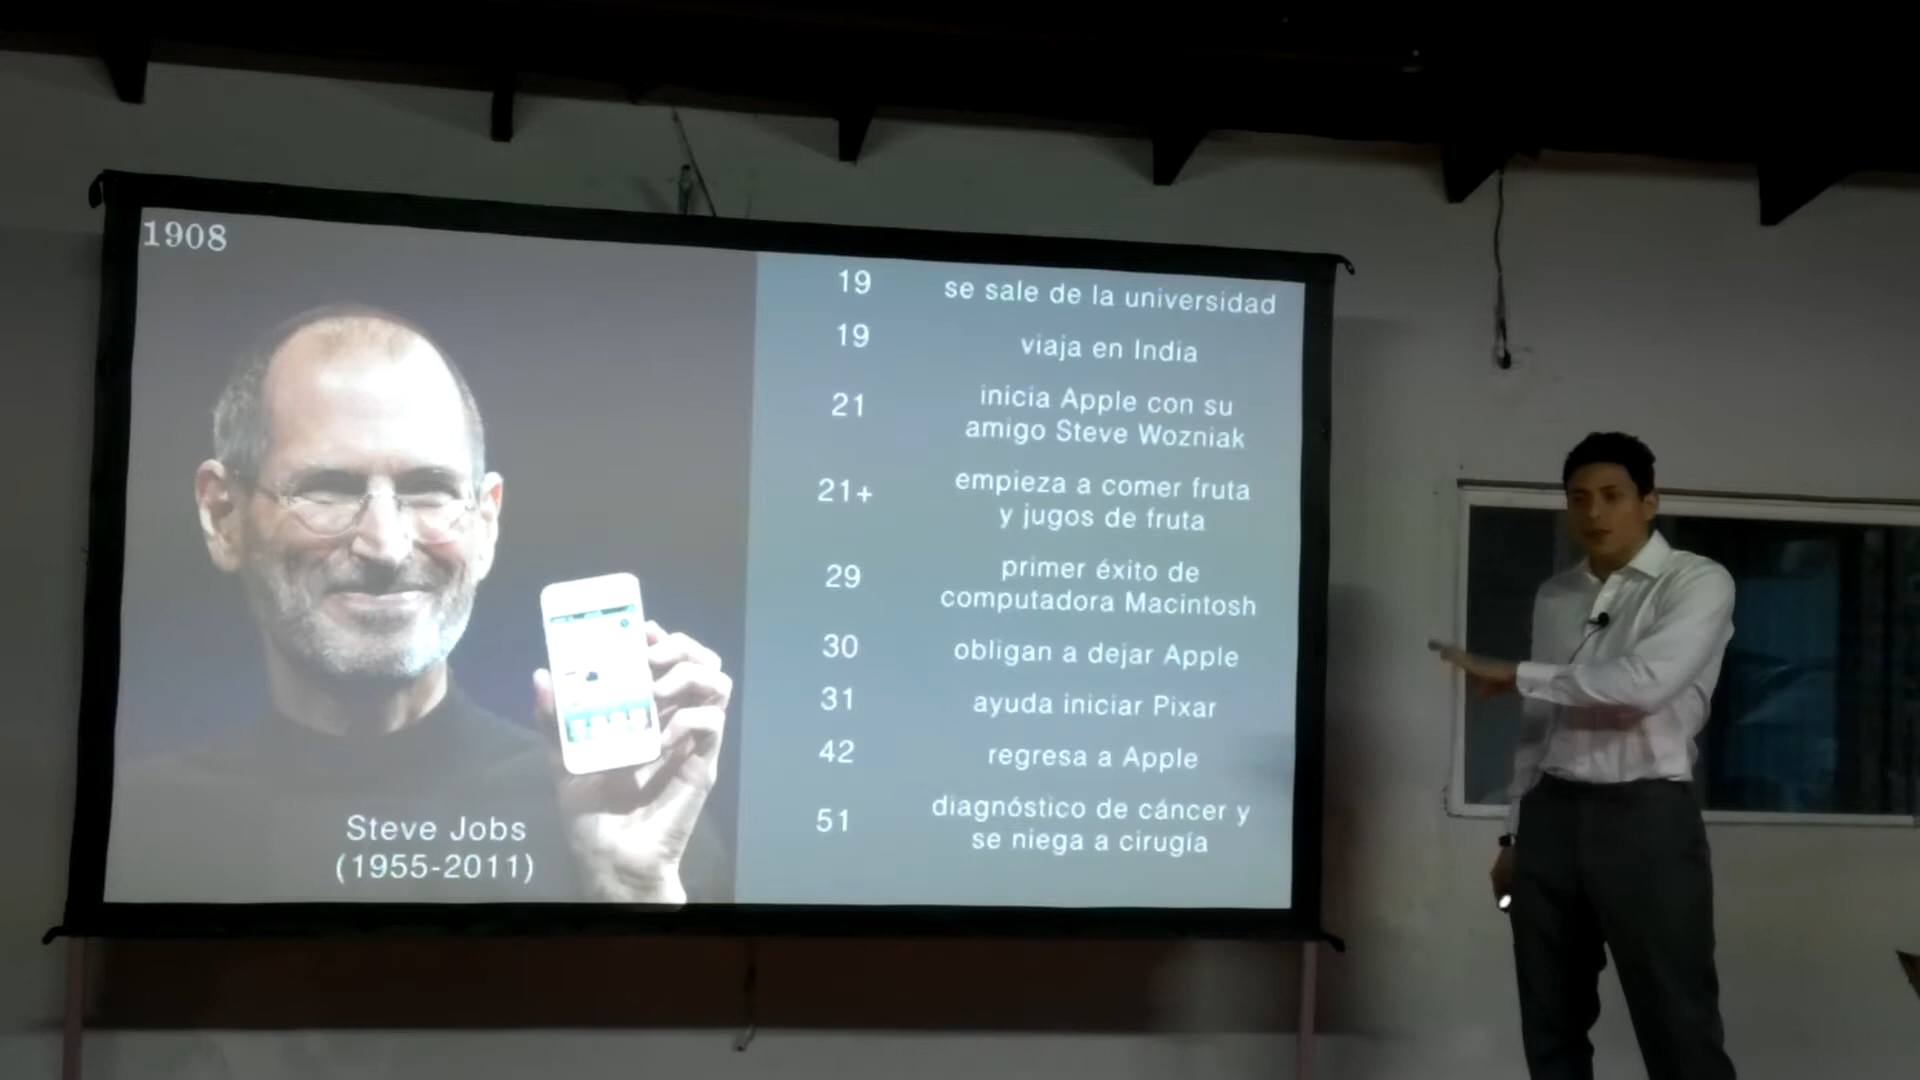 1908
Steve Jobs
(1955-2011)
19 se sale de la universidad
19 viaja en India
21 inicia Apple con su
amigo Steve Wozniak
21+ empieza a comer fruta
y jugos de fruta
29 primer éxito de
computadora Macintosh
30 obligan a dejar Apple
31 ayuda iniciar Pixar
42 regresa a Apple
51 diagnóstico de cáncer y
se niega a cirugía